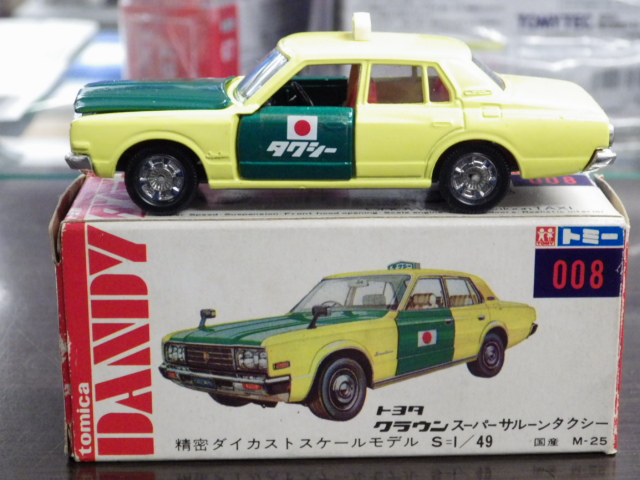 TOMYTEC
タクシー
008
tomica
DANDY
トミー
008
トヨタ
クラウン スーパーサルーンタクシー
精密ダイカストスケールモデル S=1/49 国産 M-25